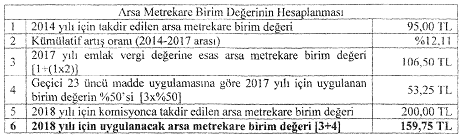 Arsa Metrekare Birim Değerinin Hesaplanması
1 2014 yılı için takdir edilen arsa metrekare birim değeri 95,00 TL
2 Kümülatif artış oranı (2014-2017 arası) %12,11
3 2017 yılı emlak vergi değerine esas arsa metrekare birim değeri
[1+(1x2)] 106,50 TL
4 Geçici 23 üncü madde uygulamasına göre 2017 yılı için uygulanan
birim değerin %50'si [3x%50] 53,25 TL
5 2018 yılı için komisyonca takdir edilen arsa metrekare birim değeri 200,00 TL
6 2018 yılı için uygulanacak arsa metrekare birim değeri [3+4] 159,75 TL